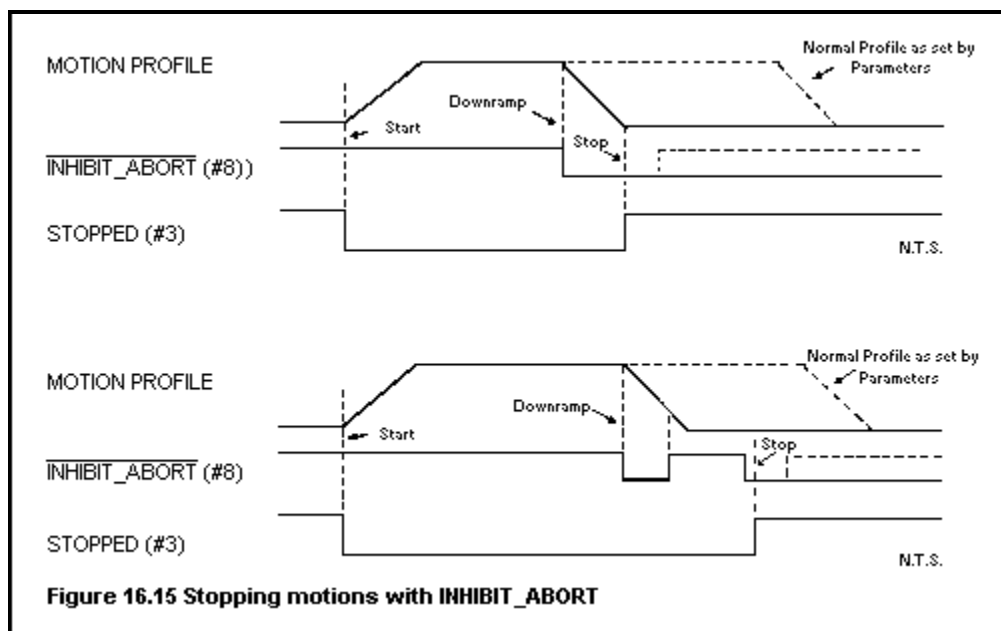 MOTION PROFILE
Normal Profile as set by
Parameters
Downramp
Start
Stop
INHIBIT_ABORT (#8))
STOPPED (#3)
N.T.S.
MOTION PROFILE
Normal Profile as set by
Parameters
Downramp
Start
Stop
INHIBIT_ABORT (#8)
STOPPED (#3)
N.T.S.
Figure 16.15 Stopping motions with INHIBIT_ABORT